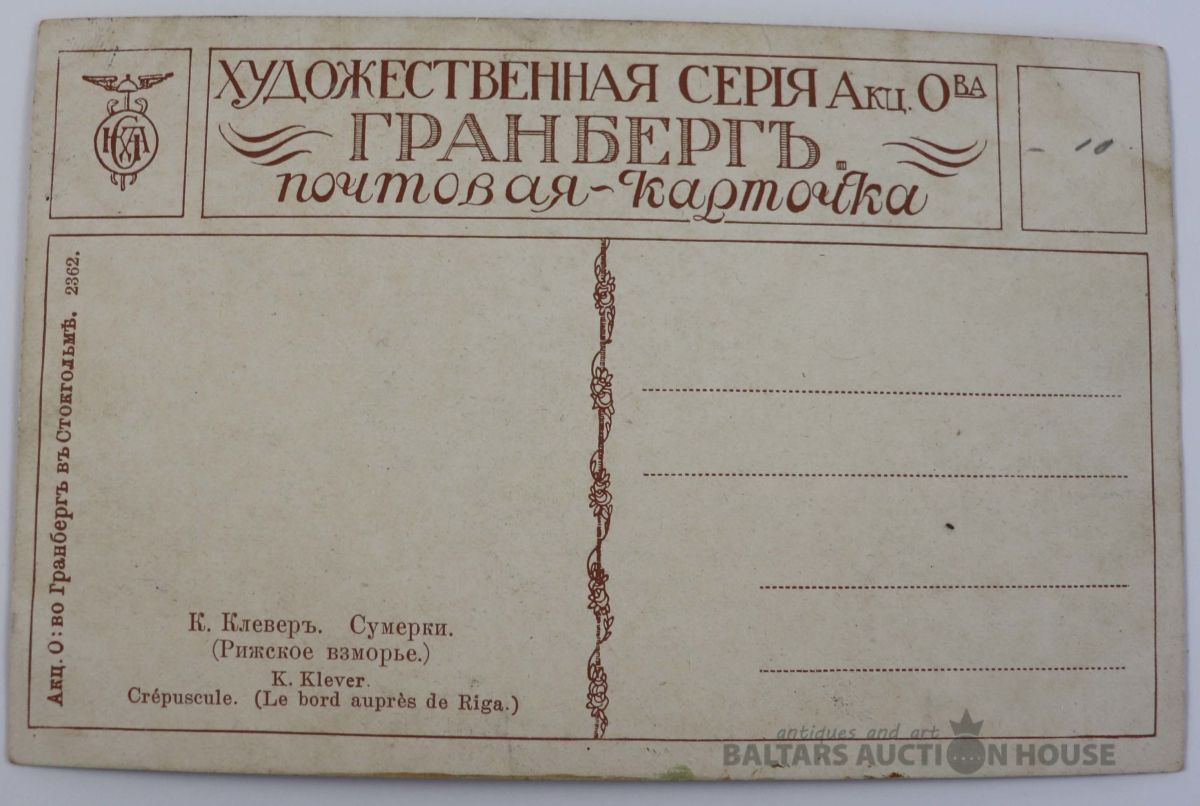 ХУДОЖЕСТВЕННАЯ СЕРІЯ Акц. Ова
ГРАНБЕРГЪ.
почтовая-карточка
- 10
Акц. О:во Гранбергъ въ Стокгольмѣ. 2362.
К. Клеверъ. Сумерки.
(Рижское взморье.)
K. Klever.
Crépuscule. (Le bord auprès de Riga.)
antiques and art
BALTARS AUCTION HOUSE